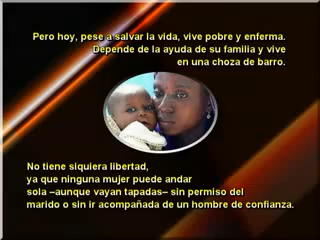 Pero hoy, pese a salvar la vida, vive pobre y enferma.
Depende de la ayuda de su familia y vive
en una choza de barro.
No tiene siquiera libertad,
ya que ninguna mujer puede andar
sola –aunque vayan tapadas– sin permiso del
marido o sin ir acompañada de un hombre de confianza.